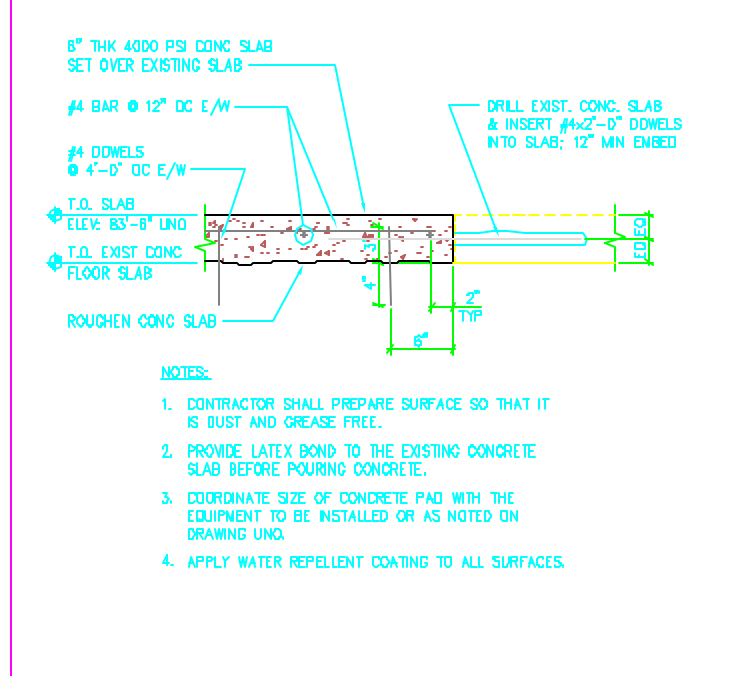 6" THK 4000 PSI CONC SLAB
SET OVER EXISTING SLAB
#4 BAR @ 12" OC E/W
#4 DOWELS
@ 4'-0" OC E/W
T.O. SLAB
ELEV: 83'-6" UNO
T.O. EXIST CONC
FLOOR SLAB
ROUGHEN CONC SLAB
DRILL EXIST. CONC. SLAB
& INSERT #4x2'-0" DOWELS
INTO SLAB; 12" MIN EMBED
EQ
EQ
3"
4"
2"
TYP
6"
NOTES:
1. CONTRACTOR SHALL PREPARE SURFACE SO THAT IT
IS DUST AND GREASE FREE.
2. PROVIDE LATEX BOND TO THE EXISTING CONCRETE
SLAB BEFORE POURING CONCRETE.
3. COORDINATE SIZE OF CONCRETE PAD WITH THE
EQUIPMENT TO BE INSTALLED OR AS NOTED ON
DRAWING UNO.
4. APPLY WATER REPELLENT COATING TO ALL SURFACES.